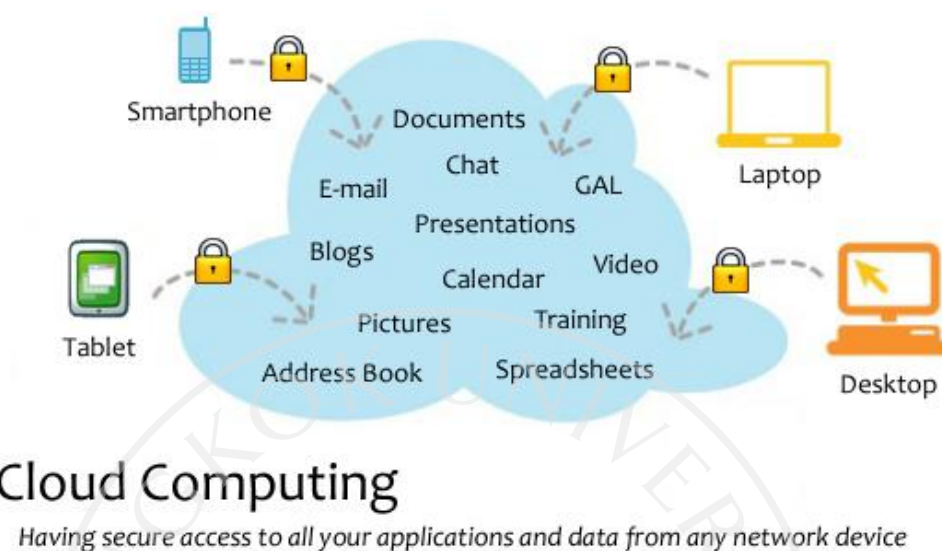 Smartphone
Documents
Chat
E-mail
GAL
Laptop
Presentations
Blogs
Video
Calendar
Tablet
Pictures
Training
Address Book
Spreadsheets
Desktop
Cloud Computing
Having secure access to all your applications and data from any network device